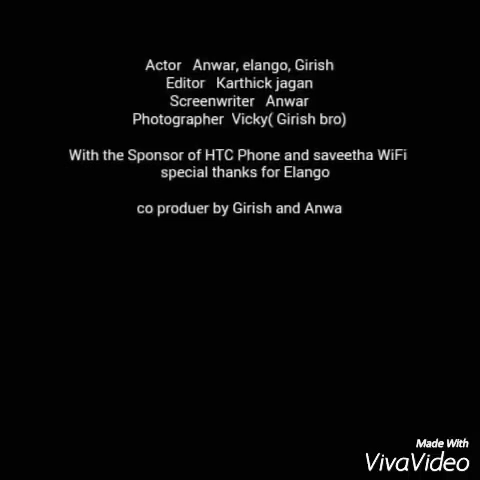 Actor Anwar, elango, Girish
Editor Karthick jagan
Screenwriter Anwar
Photographer Vicky( Girish bro)
With the Sponsor of HTC Phone and saveetha WiFi
special thanks for Elango
co produer by Girish and Anwa
Made With
VivaVideo